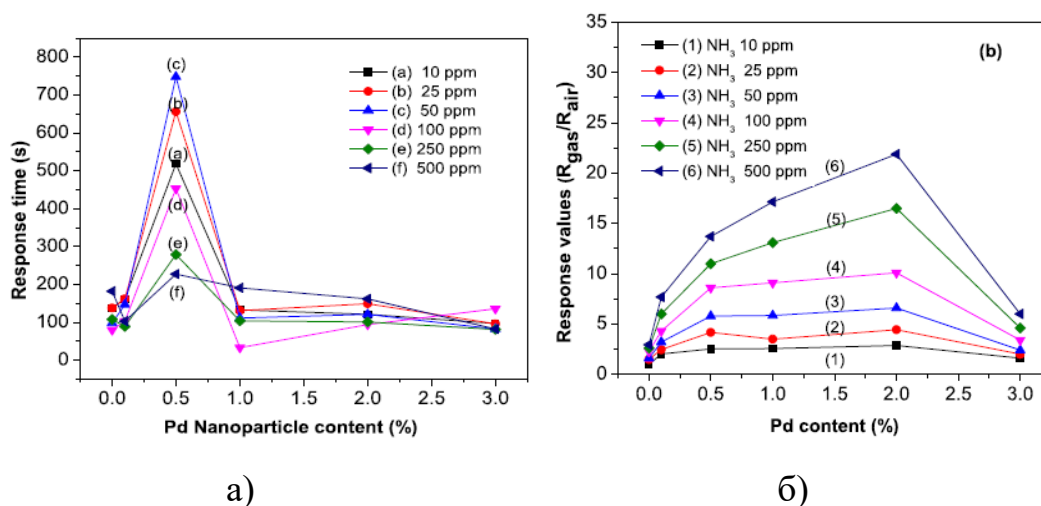 800
700
600
500
400
300
200
100
0
Response time (s)
0.0 0.5 1.0 1.5 2.0 2.5 3.0
Pd Nanoparticle content (%)
(c)
(b)
(a)
(d)
(e)
(f)
(a) 10 ppm
(b) 25 ppm
(c) 50 ppm
(d) 100 ppm
(e) 250 ppm
(f) 500 ppm
35
30
25
20
15
10
5
0
Response values (Rgas/Rair)
0.0 0.5 1.0 1.5 2.0 2.5 3.0
Pd content (%)
(1) NH3 10 ppm
(2) NH3 25 ppm
(3) NH3 50 ppm
(4) NH3 100 ppm
(5) NH3 250 ppm
(6) NH3 500 ppm
(b)
(6)
(5)
(4)
(3)
(2)
(1)
а) б)